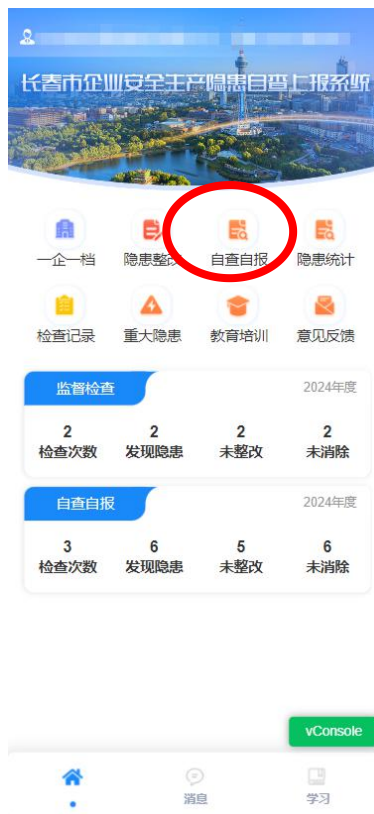 长春市企业安全生产隐患自查上报系统
一企一档 隐患整改 自查自报 隐患统计
检查记录 重大隐患 教育培训 意见反馈
监督检查 2024年度
2 2 2 2
检查次数 发现隐患 未整改 未消除
自查自报 2024年度
3 6 5 6
检查次数 发现隐患 未整改 未消除
vConsole
消息 学习